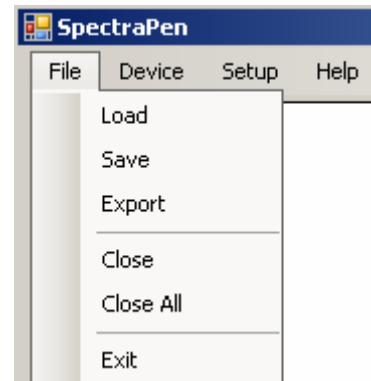 SpectraPen
File Device Setup Help
Load
Save
Export
Close
Close All
Exit